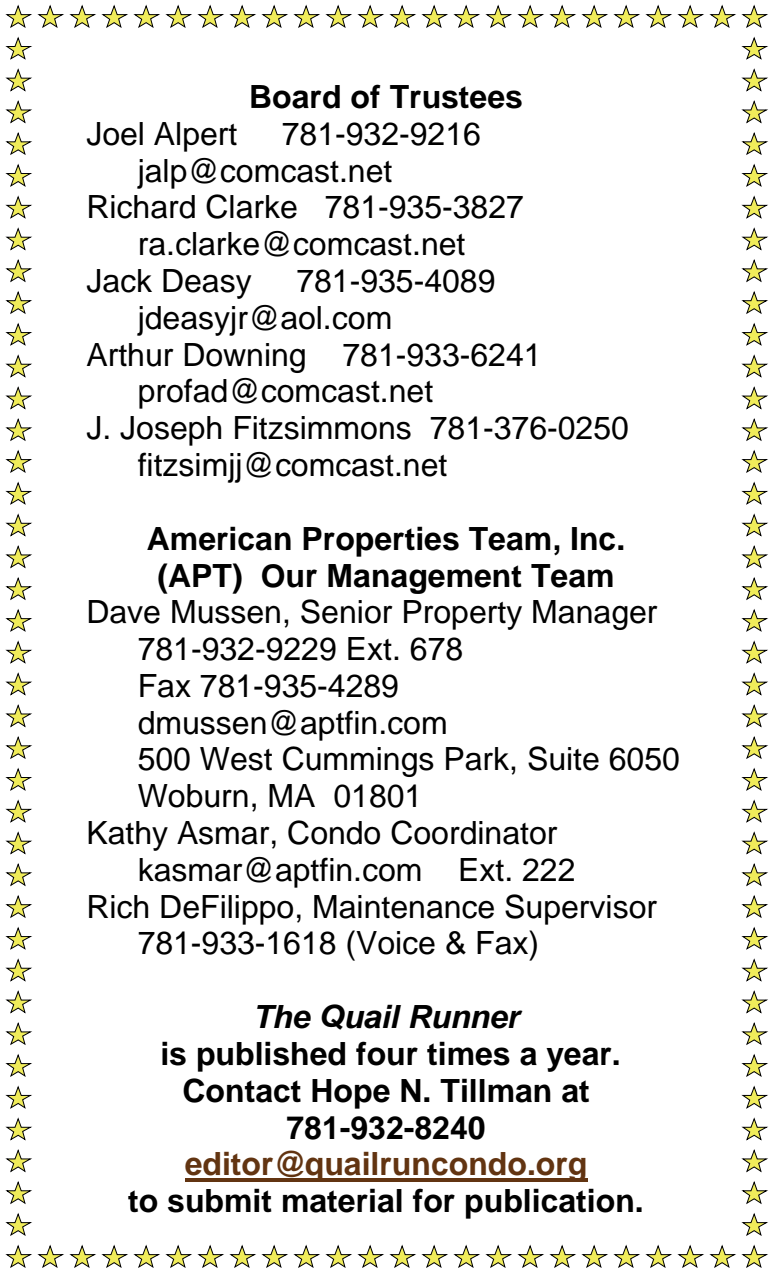 Board of Trustees
Joel Alpert 781-932-9216
jalp@comcast.net
Richard Clarke 781-935-3827
ra.clarke@comcast.net
Jack Deasy 781-935-4089
jdeasyjr@aol.com
Arthur Downing 781-933-6241
profad@comcast.net
J. Joseph Fitzsimmons 781-376-0250
fitzsimjj@comcast.net
American Properties Team, Inc.
(APT) Our Management Team
Dave Mussen, Senior Property Manager
781-932-9229 Ext. 678
Fax 781-935-4289
dmussen@aptfin.com
500 West Cummings Park, Suite 6050
Woburn, MA 01801
Kathy Asmar, Condo Coordinator
kasmar@aptfin.com Ext. 222
Rich DeFilippo, Maintenance Supervisor
781-933-1618 (Voice & Fax)
The Quail Runner
is published four times a year.
Contact Hope N. Tillman at
781-932-8240
editor@quailruncondo.org
to submit material for publication.